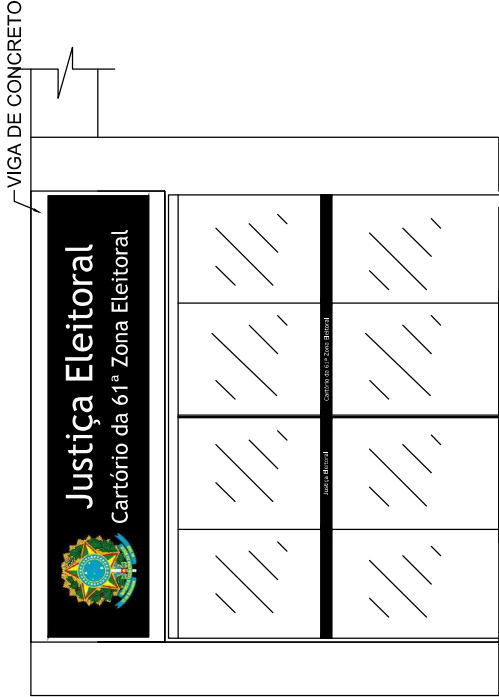 VIGA DE CONCRETO
Justiça Eleitoral
Cartório da 61ª Zona Eleitoral
Justiça Eleitoral
Cartório da 61ª Zona Eleitoral